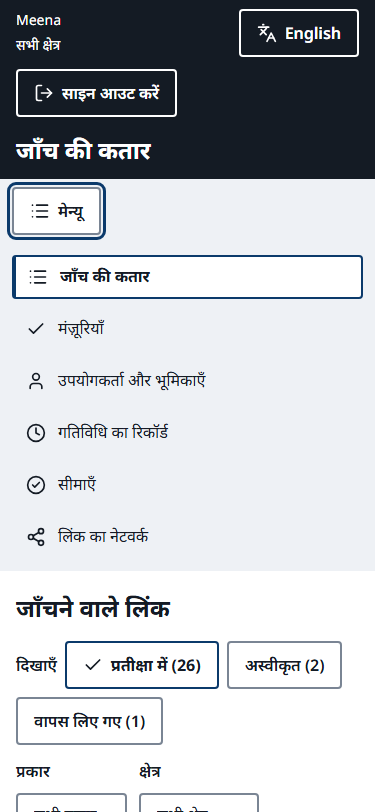 Meena
सभी क्षेत्र
English
साइन आउट करें
जाँच की कतार
मेन्यू
जाँच की कतार
मंज़ूरियाँ
उपयोगकर्ता और भूमिकाएँ
गतिविधि का रिकॉर्ड
सीमाएँ
लिंक का नेटवर्क
जाँचने वाले लिंक
दिखाएँ प्रतीक्षा में (26) अस्वीकृत (2)
वापस लिए गए (1)
प्रकार क्षेत्र